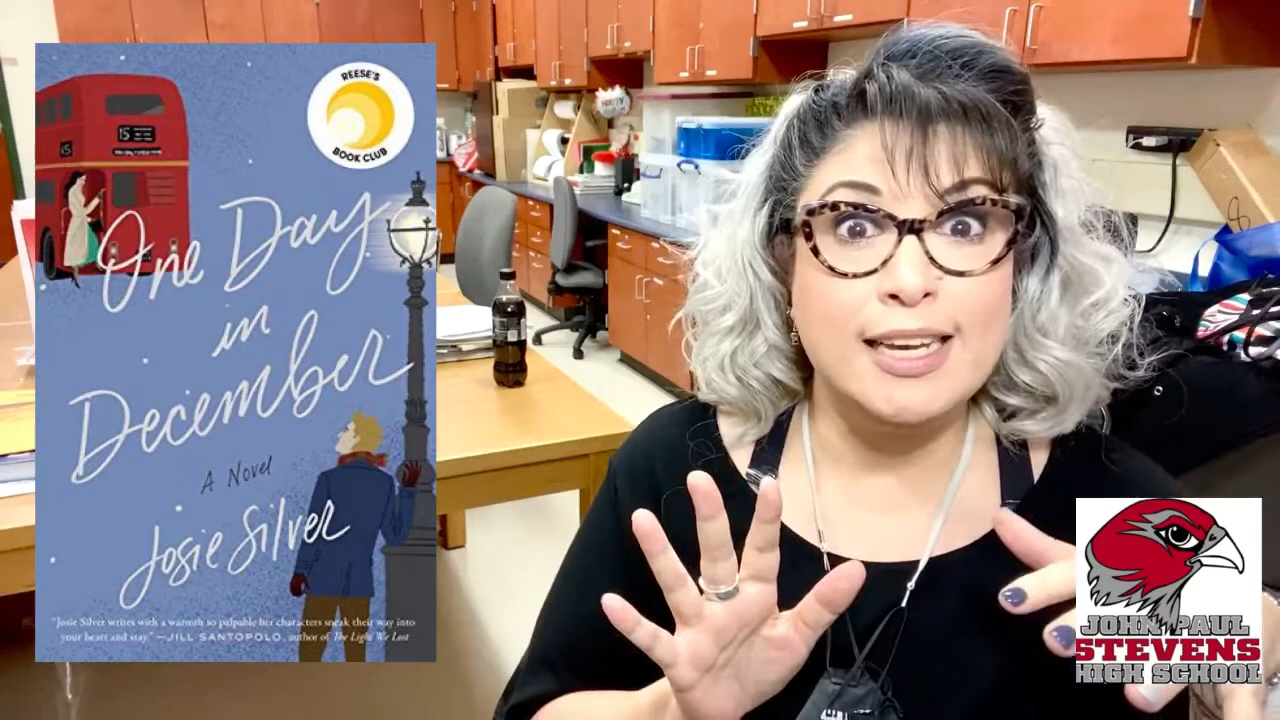 REESE'S
BOOK CLUB
15
15
One Day
in
December
A Novel
Josie Silver
"Josie Silver writes with a warmth so palpable her characters sneak their way into
your heart and stay." —JILL SANTOPOLO, author of The Light We Lost
8
JOHN PAUL
STEVENS
HIGH SCHOOL